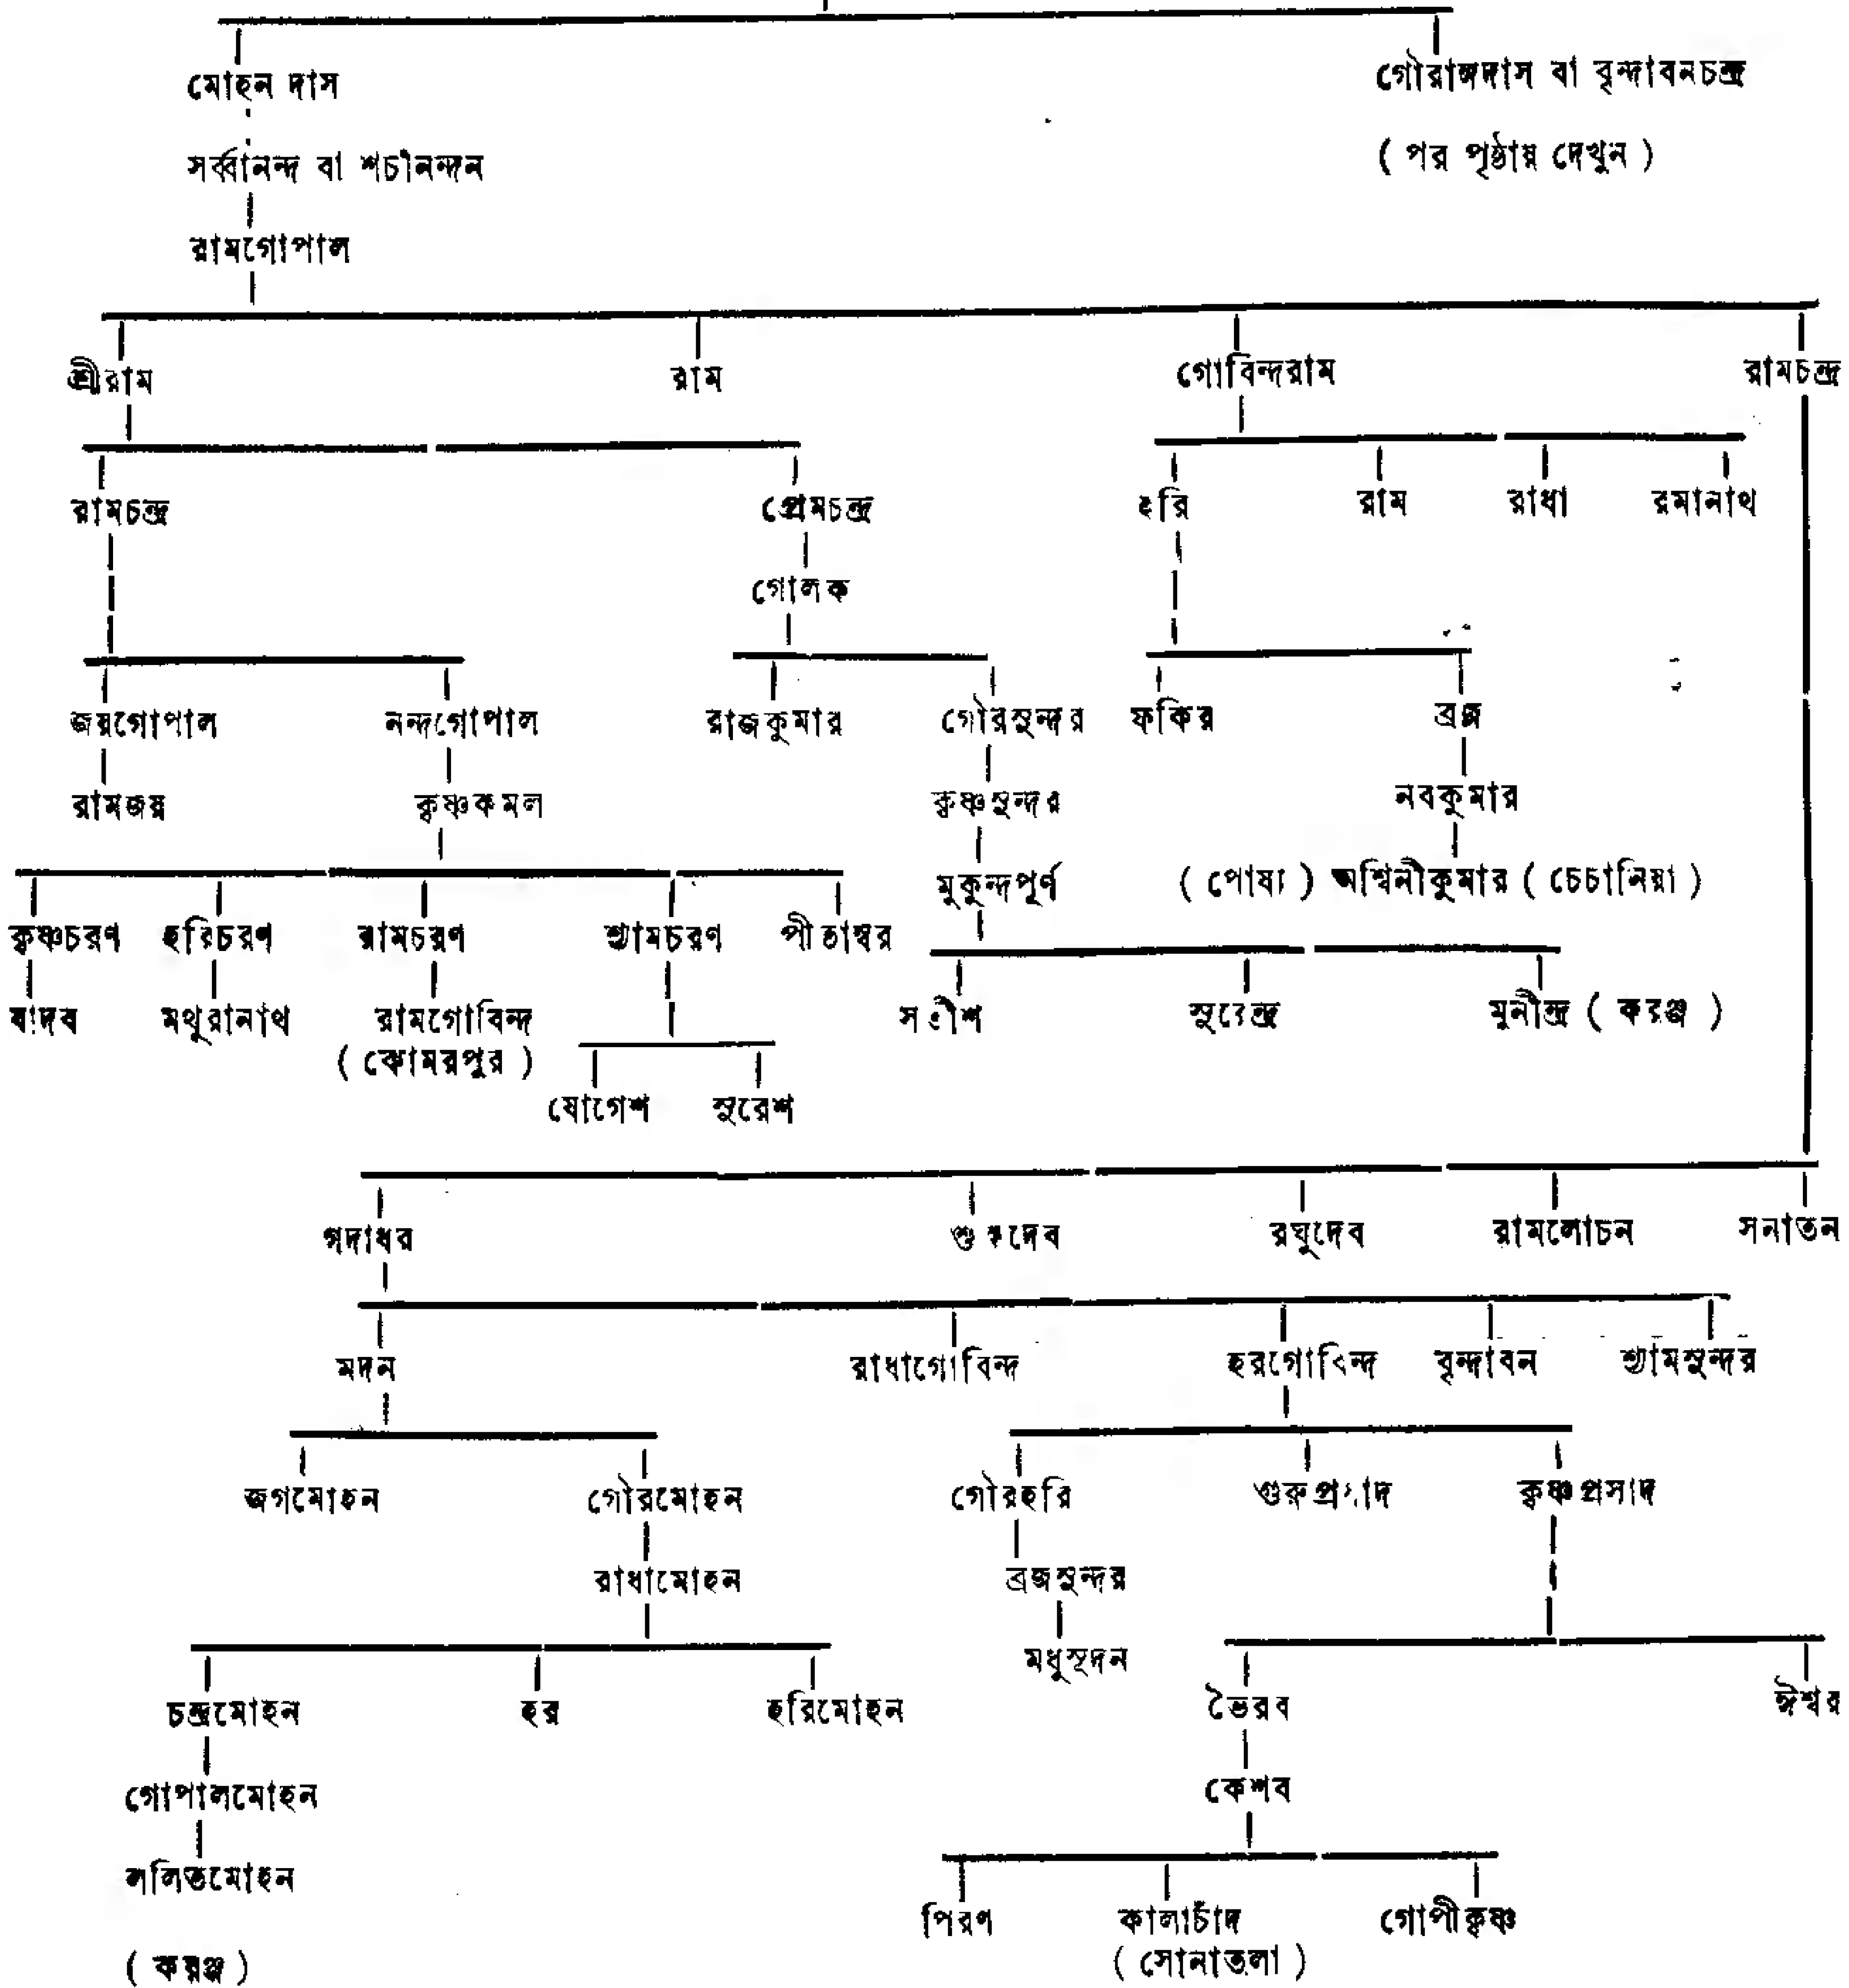 মোহন দাস গৌরাঙ্গদাস বা বৃন্দাবনচন্দ্র
সর্ব্বানন্দ বা শচীনন্দন ( পর পৃষ্ঠায় দেখুন )
রামগোপাল
শ্রীরাম রাম গোবিন্দরাম রামচন্দ্র
রামচন্দ্র প্রেমচন্দ্র হরি রাম রাধা রমানাথ
গোলক
জয়গোপাল নন্দগোপাল রাজকুমার গৌরসুন্দর ফকির ব্রজ
রামজয় কৃষ্ণকমল কৃষ্ণসুন্দর নবকুমার
মুকুন্দপূর্ণ ( পোষ্য ) অশ্বিনীকুমার ( চেচানিয়া )
কৃষ্ণচরণ হরিচরণ রামচরণ শ্যামচরণ পীতাম্বর
যাদব মথুরানাথ রামগোবিন্দ সতীশ সুরেন্দ্র মুনীন্দ্র ( করঞ্জ )
( ঝোমরপুর )
যোগেশ সুরেশ
গদাধর শুকদেব রঘুদেব রামলোচন সনাতন
মদন রাধাগোবিন্দ হরগোবিন্দ বৃন্দাবন শ্যামসুন্দর
জগমোহন গৌরমোহন গৌরহরি গুরুপ্রসাদ কৃষ্ণপ্রসাদ
রাধামোহন ব্রজসুন্দর
মধুসূদন
চন্দ্রমোহন হর হরিমোহন ভৈরব ঈশ্বর
গোপালমোহন কেশব
ললিতমোহন
পিরণ কালাচাঁদ গোপীকৃষ্ণ
( করঞ্জ ) ( সোনাতলা )